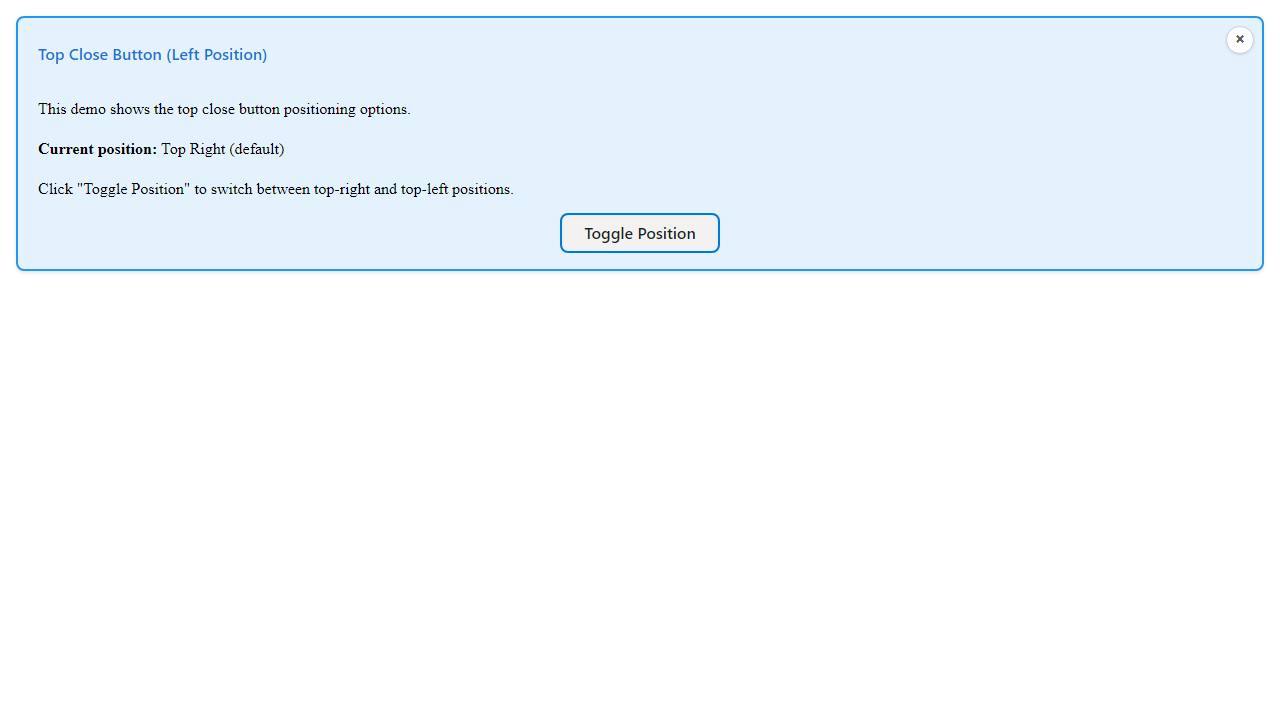 Top Close Button (Left Position)
×
This demo shows the top close button positioning options.
Current position: Top Right (default)
Click "Toggle Position" to switch between top-right and top-left positions.
Toggle Position